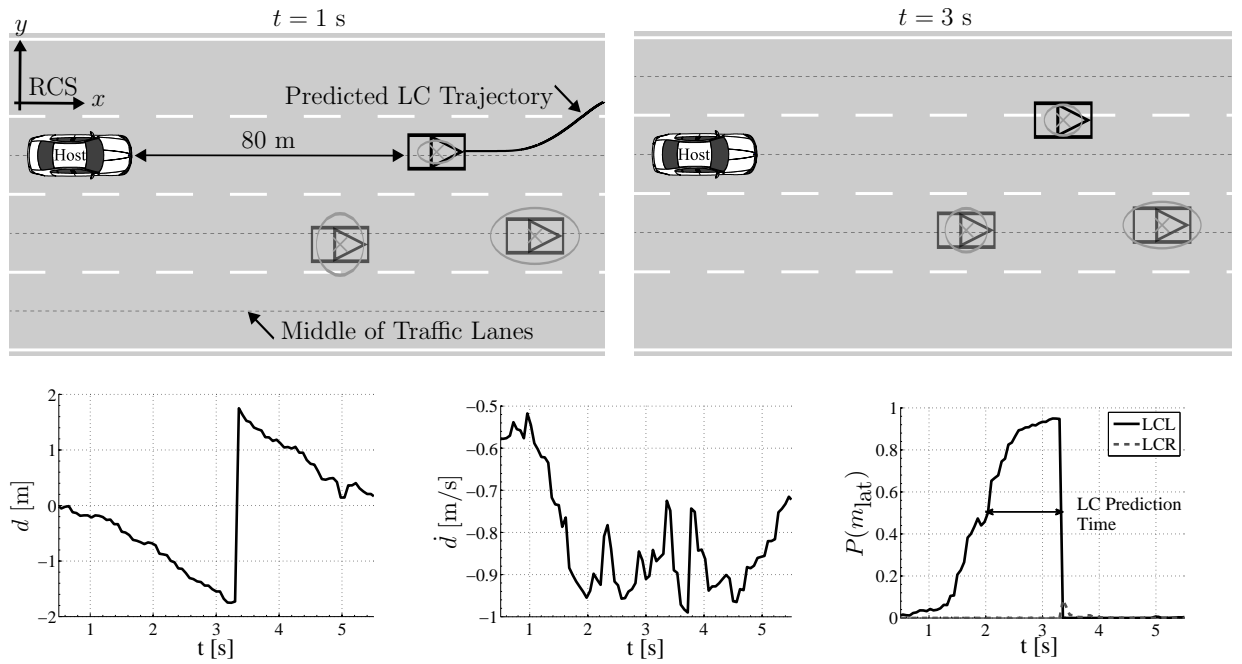 t = 1 s
t = 3 s
y
RCS
x
Predicted LC Trajectory
Host
80 m
Host
Middle of Traffic Lanes
2
1
0
−1
−2
d [m]
1 2 3 4 5
t [s]
−0.5
−0.6
−0.7
−0.8
−0.9
−1
ḋ [m/s]
1 2 3 4 5
t [s]
1
0.8
0.6
0.4
0.2
0
P(m_lat)
LCL
LCR
LC Prediction
Time
1 2 3 4 5
t [s]